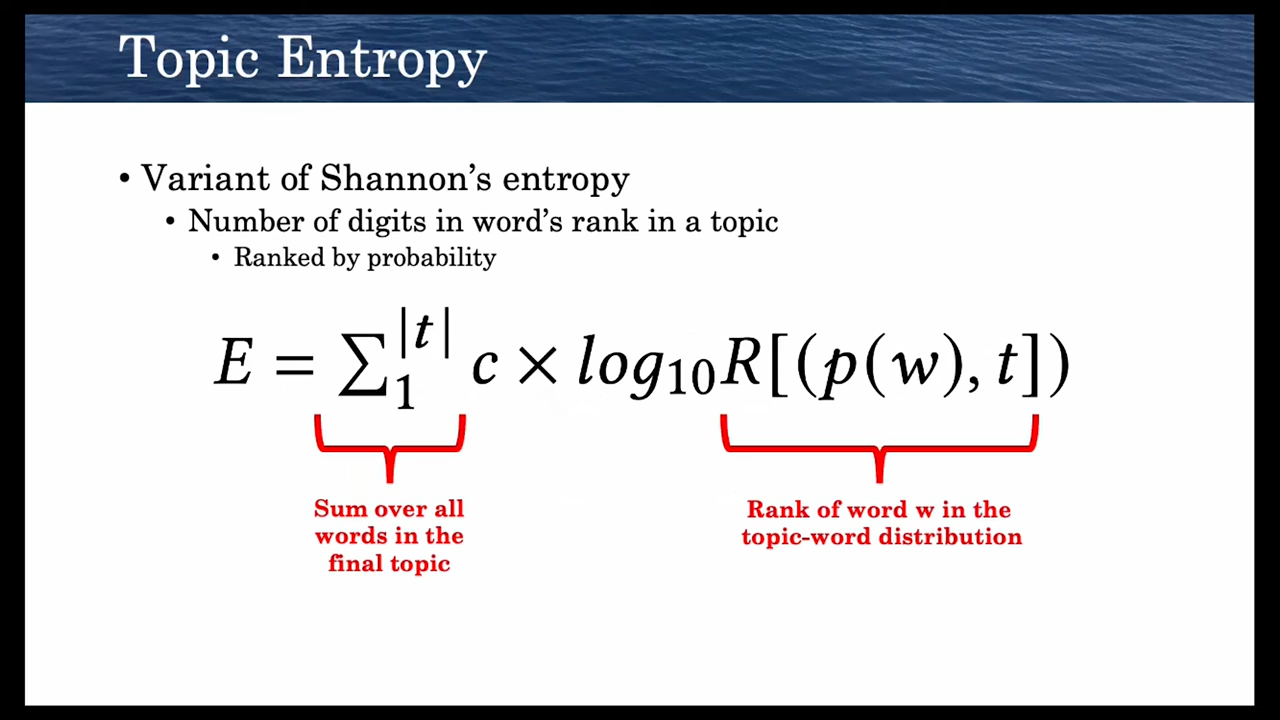 Topic Entropy
• Variant of Shannon's entropy
• Number of digits in word's rank in a topic
• Ranked by probability
E = ∑₁^|t| c × log₁₀R[(p(w), t])
Sum over all
words in the
final topic
Rank of word w in the
topic-word distribution